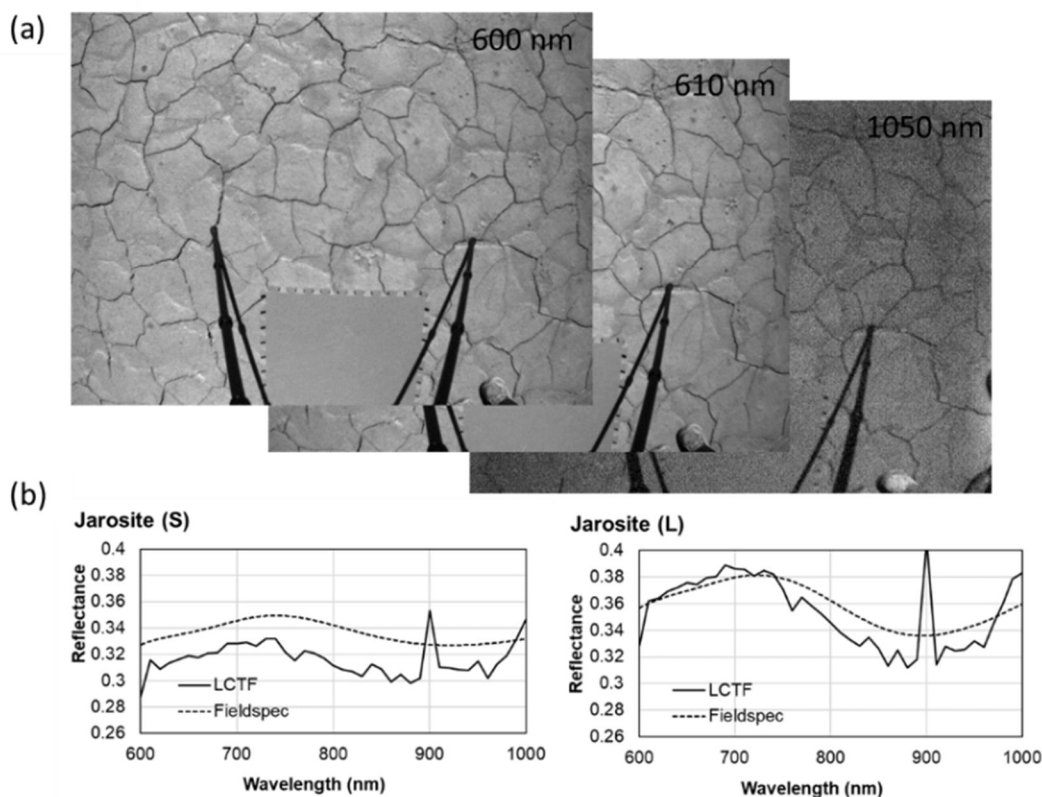 (a)
600 nm
610 nm
1050 nm
(b)
Jarosite (S)
0.4
0.38
0.36
0.34
0.32
0.3
0.28
0.26
Reflectance
LCTF
Fieldspec
600 700 800 900 1000
Wavelength (nm)
Jarosite (L)
0.4
0.38
0.36
0.34
0.32
0.3
0.28
0.26
Reflectance
LCTF
Fieldspec
600 700 800 900 1000
Wavelength (nm)